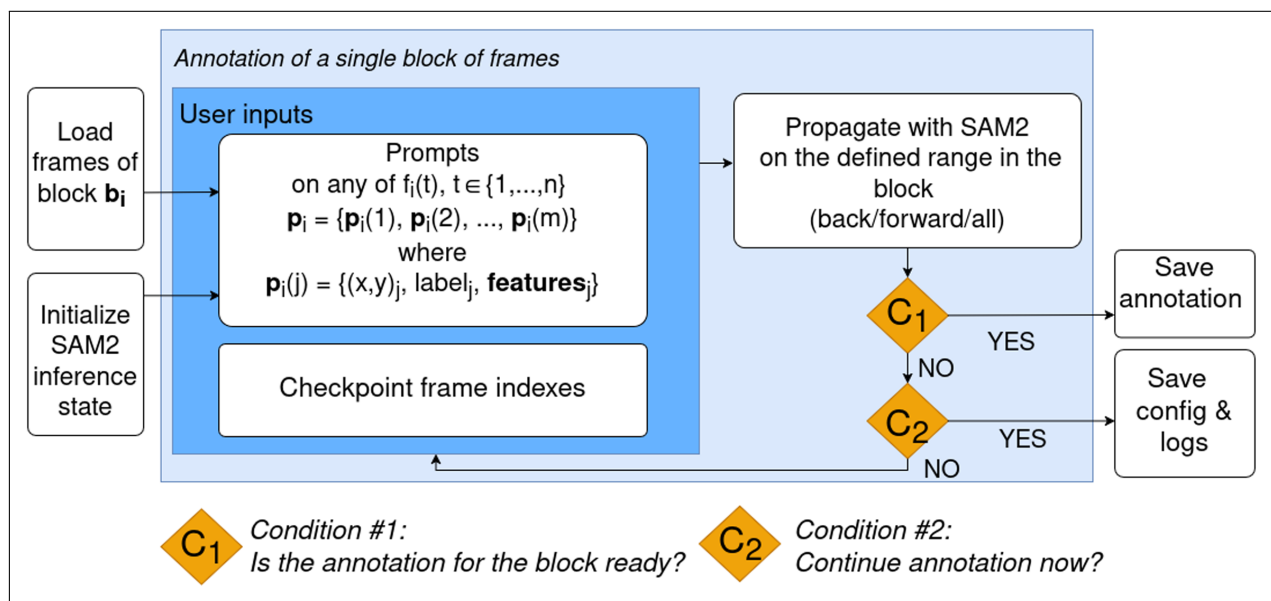 Annotation of a single block of frames
Load
frames of
block bᵢ
Initialize
SAM2
inference
state
User inputs
Prompts
on any of fᵢ(t), t∈{1,...,n}
pᵢ = {pᵢ(1), pᵢ(2), ..., pᵢ(m)}
where
pᵢ(j) = {(x,y)ⱼ, labelⱼ, featuresⱼ}
Checkpoint frame indexes
Propagate with SAM2
on the defined range in the
block
(back/forward/all)
C₁
YES
NO
Save
annotation
C₂
YES
NO
Save
config &
logs
C₁
Condition #1:
Is the annotation for the block ready?
C₂
Condition #2:
Continue annotation now?